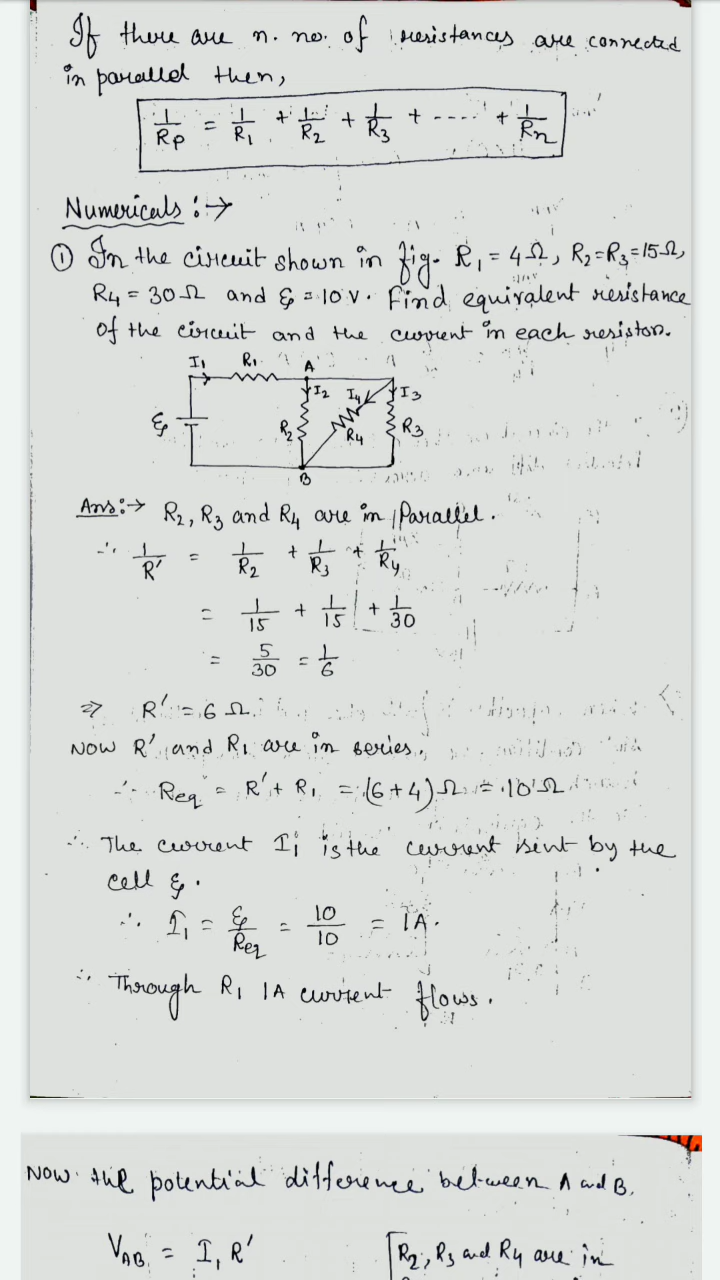 If there are n. no. of resistances are connected
in parallel then,
1/Rp = 1/R1 + 1/R2 + 1/R3 + ---- + 1/Rn
Numericals :→
① In the circuit shown in fig. R1 = 4Ω, R2=R3=15Ω,
R4 = 30Ω and ξ = 10 V. Find equivalent resistance
of the circuit and the current in each resistor.
I1 R1 A
I2 I4 I3
ξ R2 R4 R3
B
Ans :→ R2, R3 and R4 are in Parallel.
∴ 1/R' = 1/R2 + 1/R3 + 1/R4
= 1/15 + 1/15 + 1/30
= 5/30 = 1/6
⇒ R' = 6 Ω
NOW R' and R1 are in series.
∴ Req = R' + R1 = (6+4)Ω = 10Ω
∴ The current I1 is the current sent by the
cell ξ.
∴ I1 = ξ/Req = 10/10 = 1A.
∴ Through R1 1A current flows.
NOW the potential difference between A and B.
VAB = I1 R' [R2, R3 and R4 are in